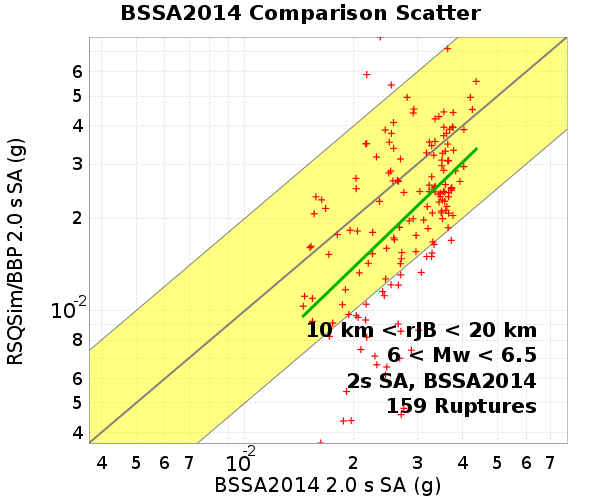 BSSA2014 Comparison Scatter
RSQSim/BBP 2.0 s SA (g)
6
5
4
3
2
10-2
8
6
5
4
10 km < rJB < 20 km
6 < Mw < 6.5
2s SA, BSSA2014
159 Ruptures
4 5 6 7 10-2 2 3 4 5 6 7
BSSA2014 2.0 s SA (g)